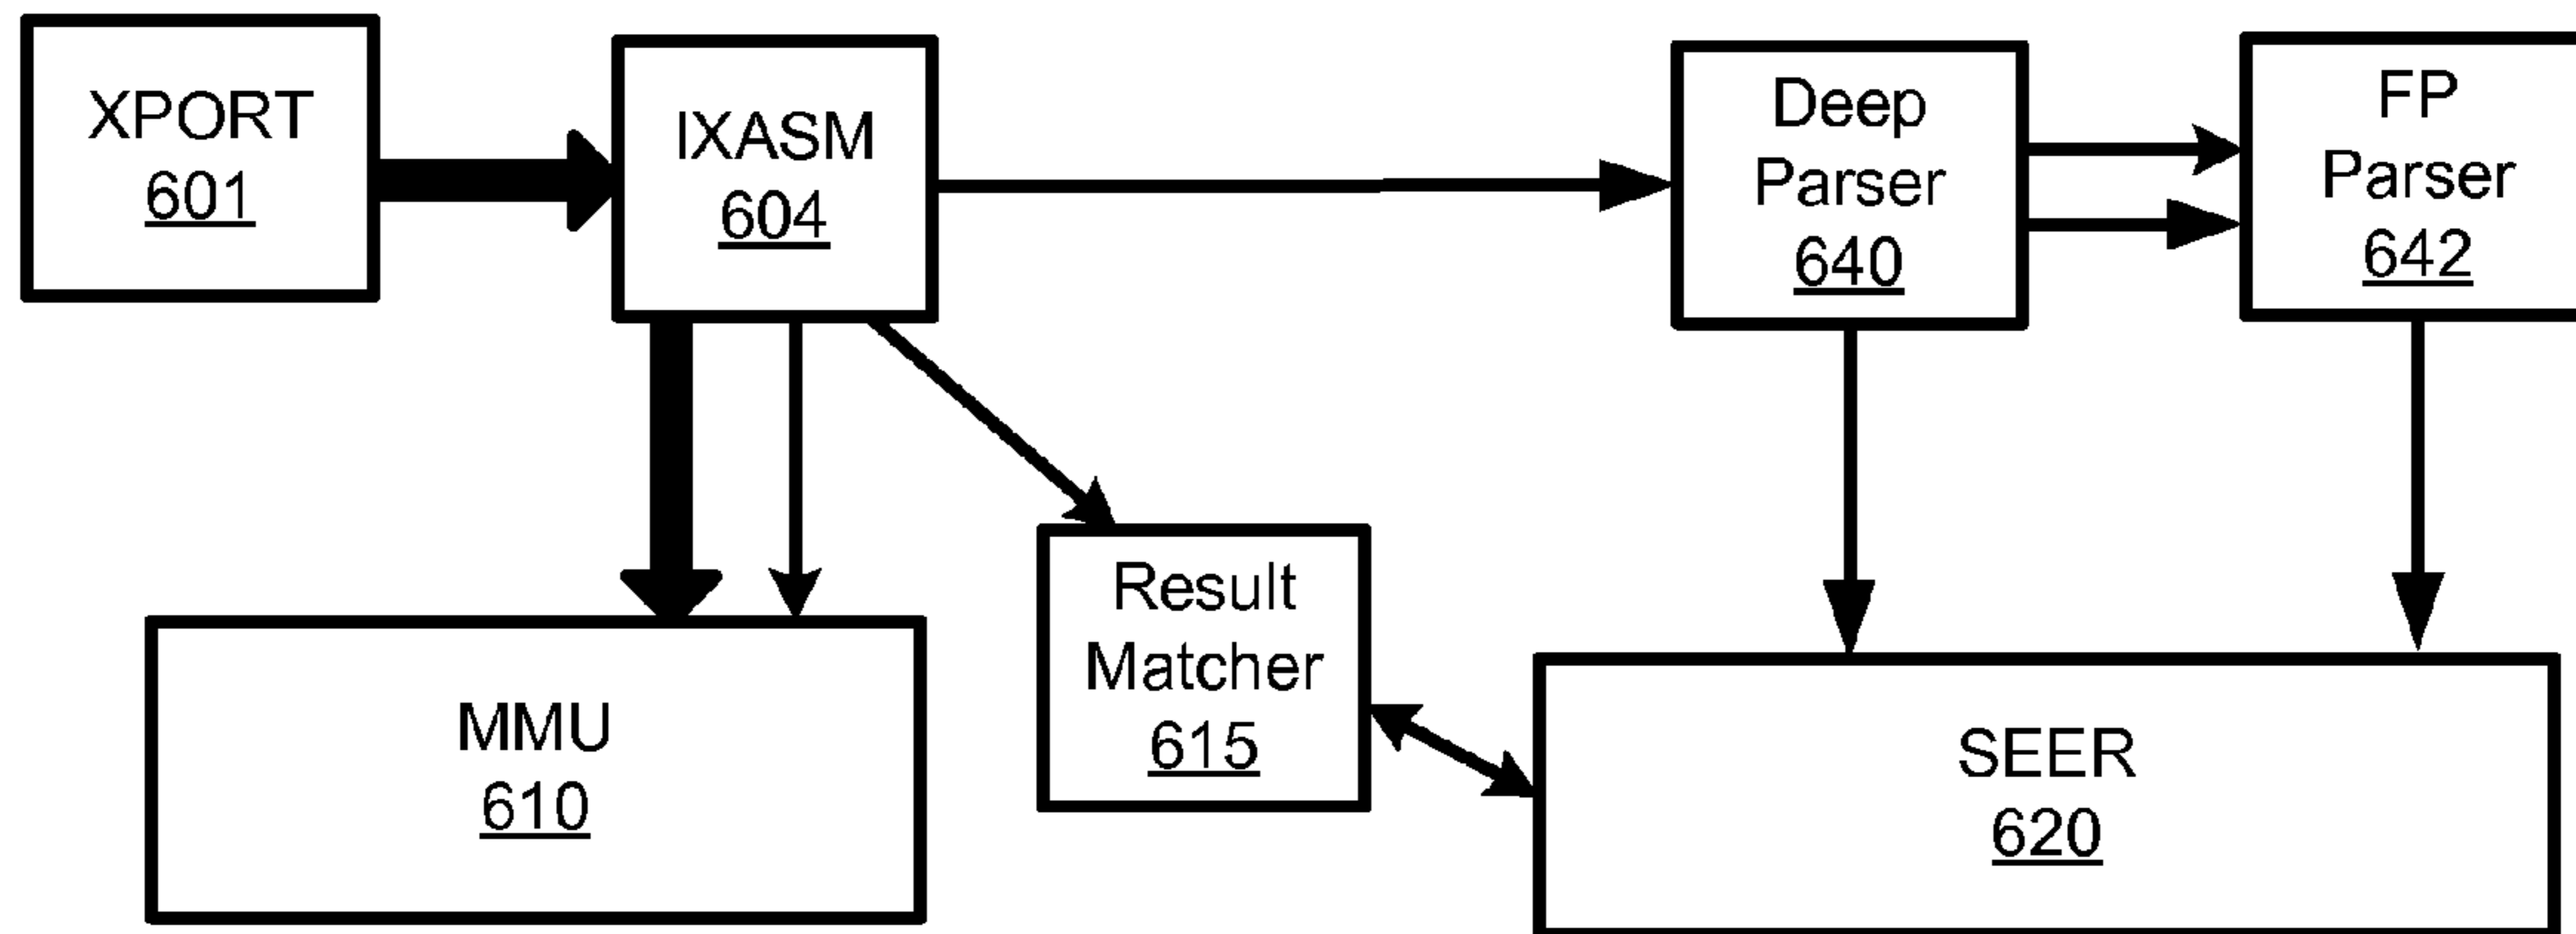 XPORT
601
IXASM
604
Deep
Parser
640
FP
Parser
642
MMU
610
Result
Matcher
615
SEER
620